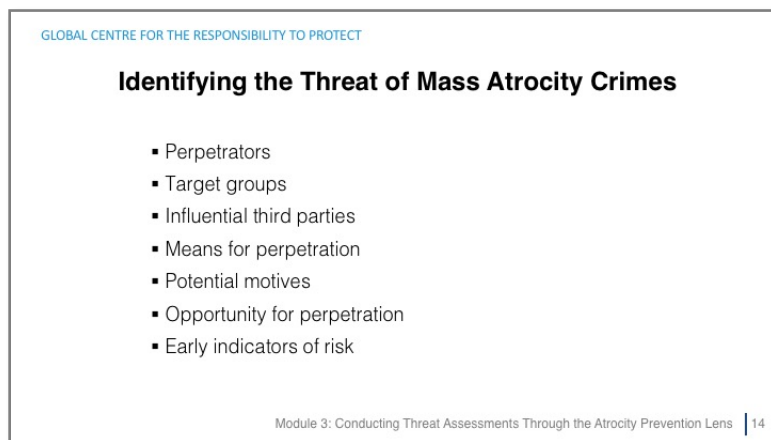 GLOBAL CENTRE FOR THE RESPONSIBILITY TO PROTECT
Identifying the Threat of Mass Atrocity Crimes
▪ Perpetrators
▪ Target groups
▪ Influential third parties
▪ Means for perpetration
▪ Potential motives
▪ Opportunity for perpetration
▪ Early indicators of risk
Module 3: Conducting Threat Assessments Through the Atrocity Prevention Lens 14